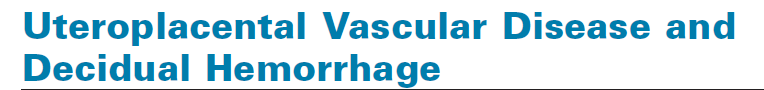 Uteroplacental Vascular Disease and
Decidual Hemorrhage